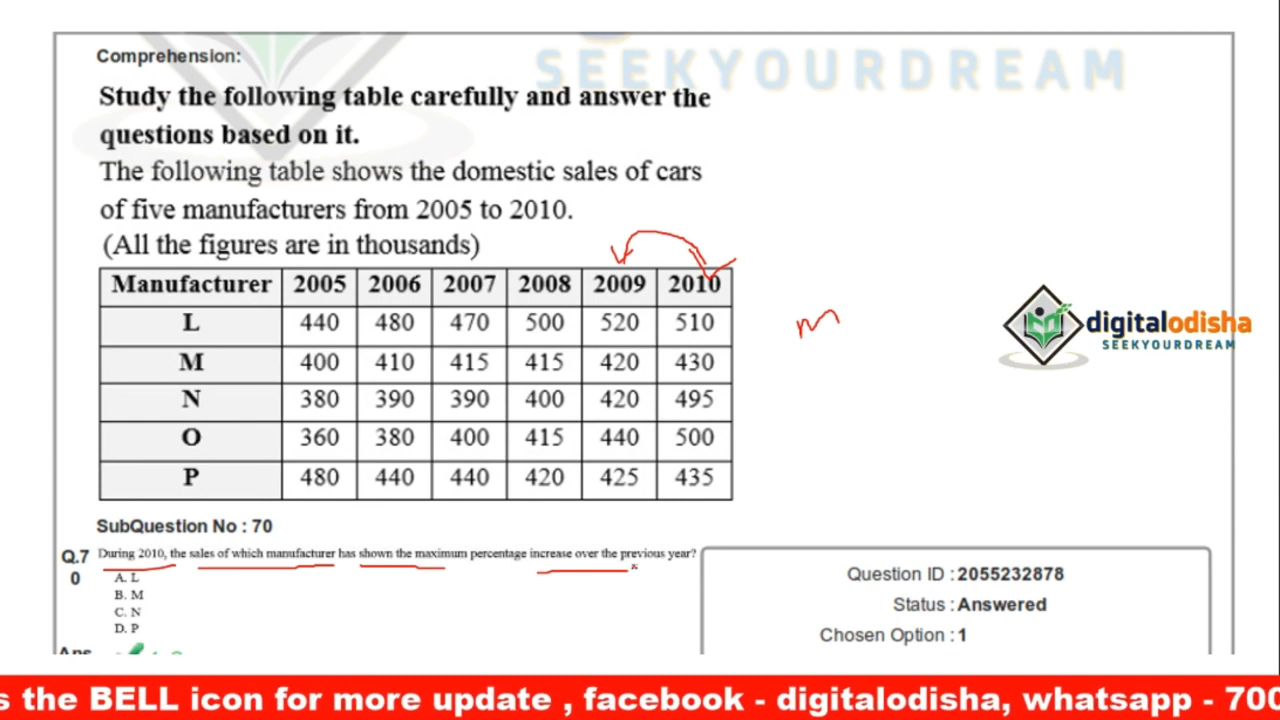 Comprehension:
SEEKYOURDREAM
Study the following table carefully and answer the
questions based on it.
The following table shows the domestic sales of cars
of five manufacturers from 2005 to 2010.
(All the figures are in thousands)
Manufacturer 2005 2006 2007 2008 2009 2010
L 440 480 470 500 520 510
M 400 410 415 415 420 430
N 380 390 390 400 420 495
O 360 380 400 415 440 500
P 480 440 440 420 425 435
m
digitalodisha
SEEKYOURDREAM
SubQuestion No : 70
Q.7
0
During 2010, the sales of which manufacturer has shown the maximum percentage increase over the previous year?
A. L
B. M
C. N
D. P
Question ID : 2055232878
Status : Answered
Chosen Option : 1
s the BELL icon for more update , facebook - digitalodisha, whatsapp - 700